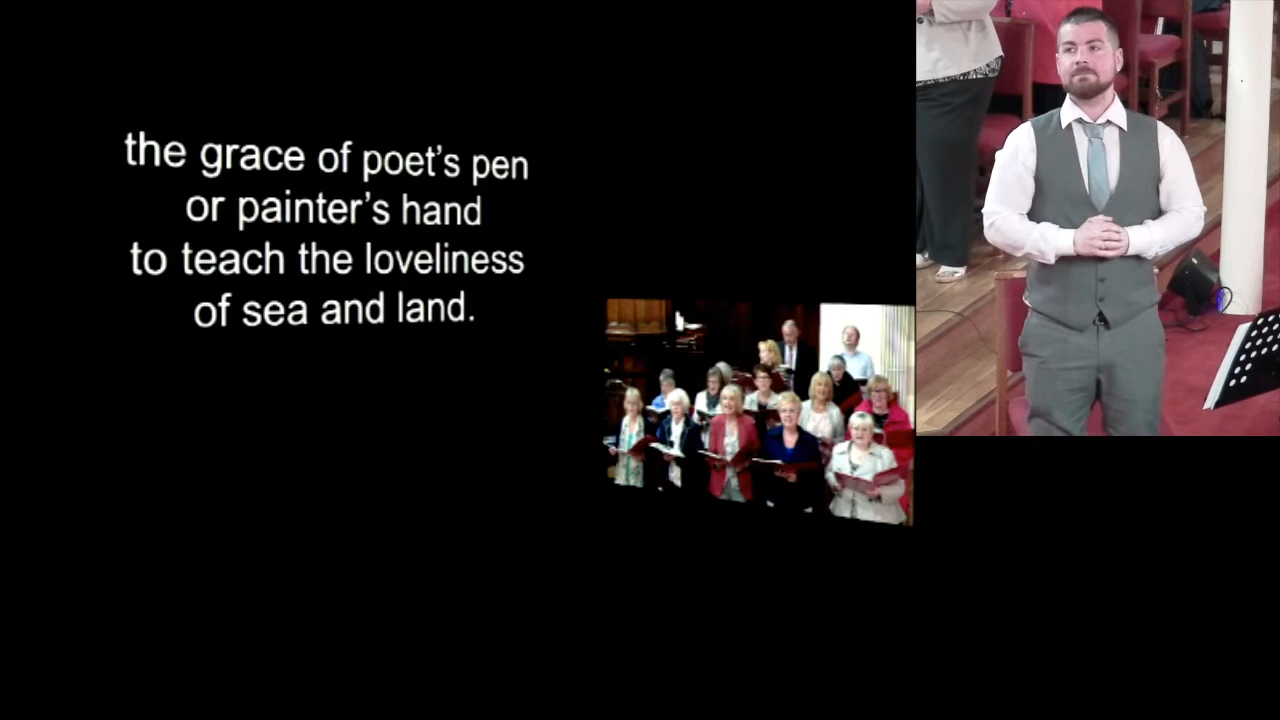 the grace of poet's pen
or painter's hand
to teach the loveliness
of sea and land.